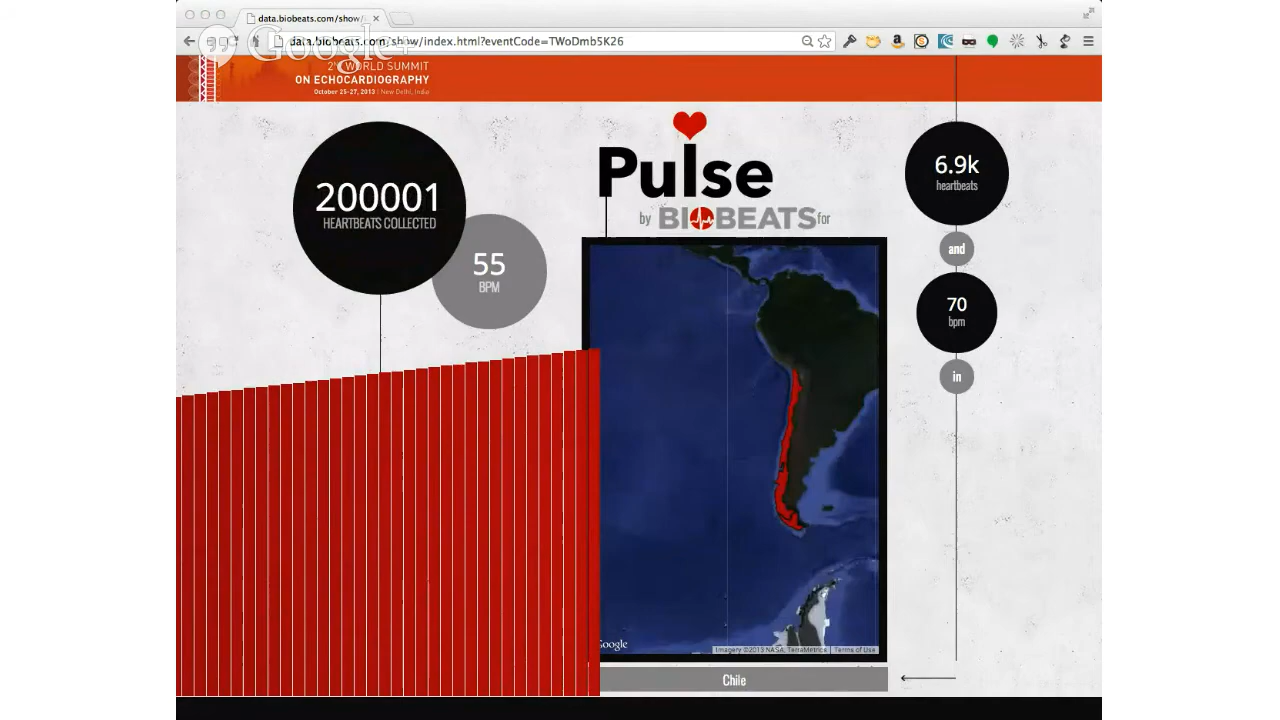 data.biobeats.com/show/
Google+
data.biobeats.com/show/index.html?eventCode=TWoDmb5K26
2nd WORLD SUMMIT
ON ECHOCARDIOGRAPHY
October 25-27, 2013 | New Delhi, India
200001
HEARTBEATS COLLECTED
55
BPM
Pulse
by BIOBEATS for
6.9k
heartbeats
and
70
bpm
in
Google
Imagery ©2013 NASA, TerraMetrics
Terms of Use
Chile